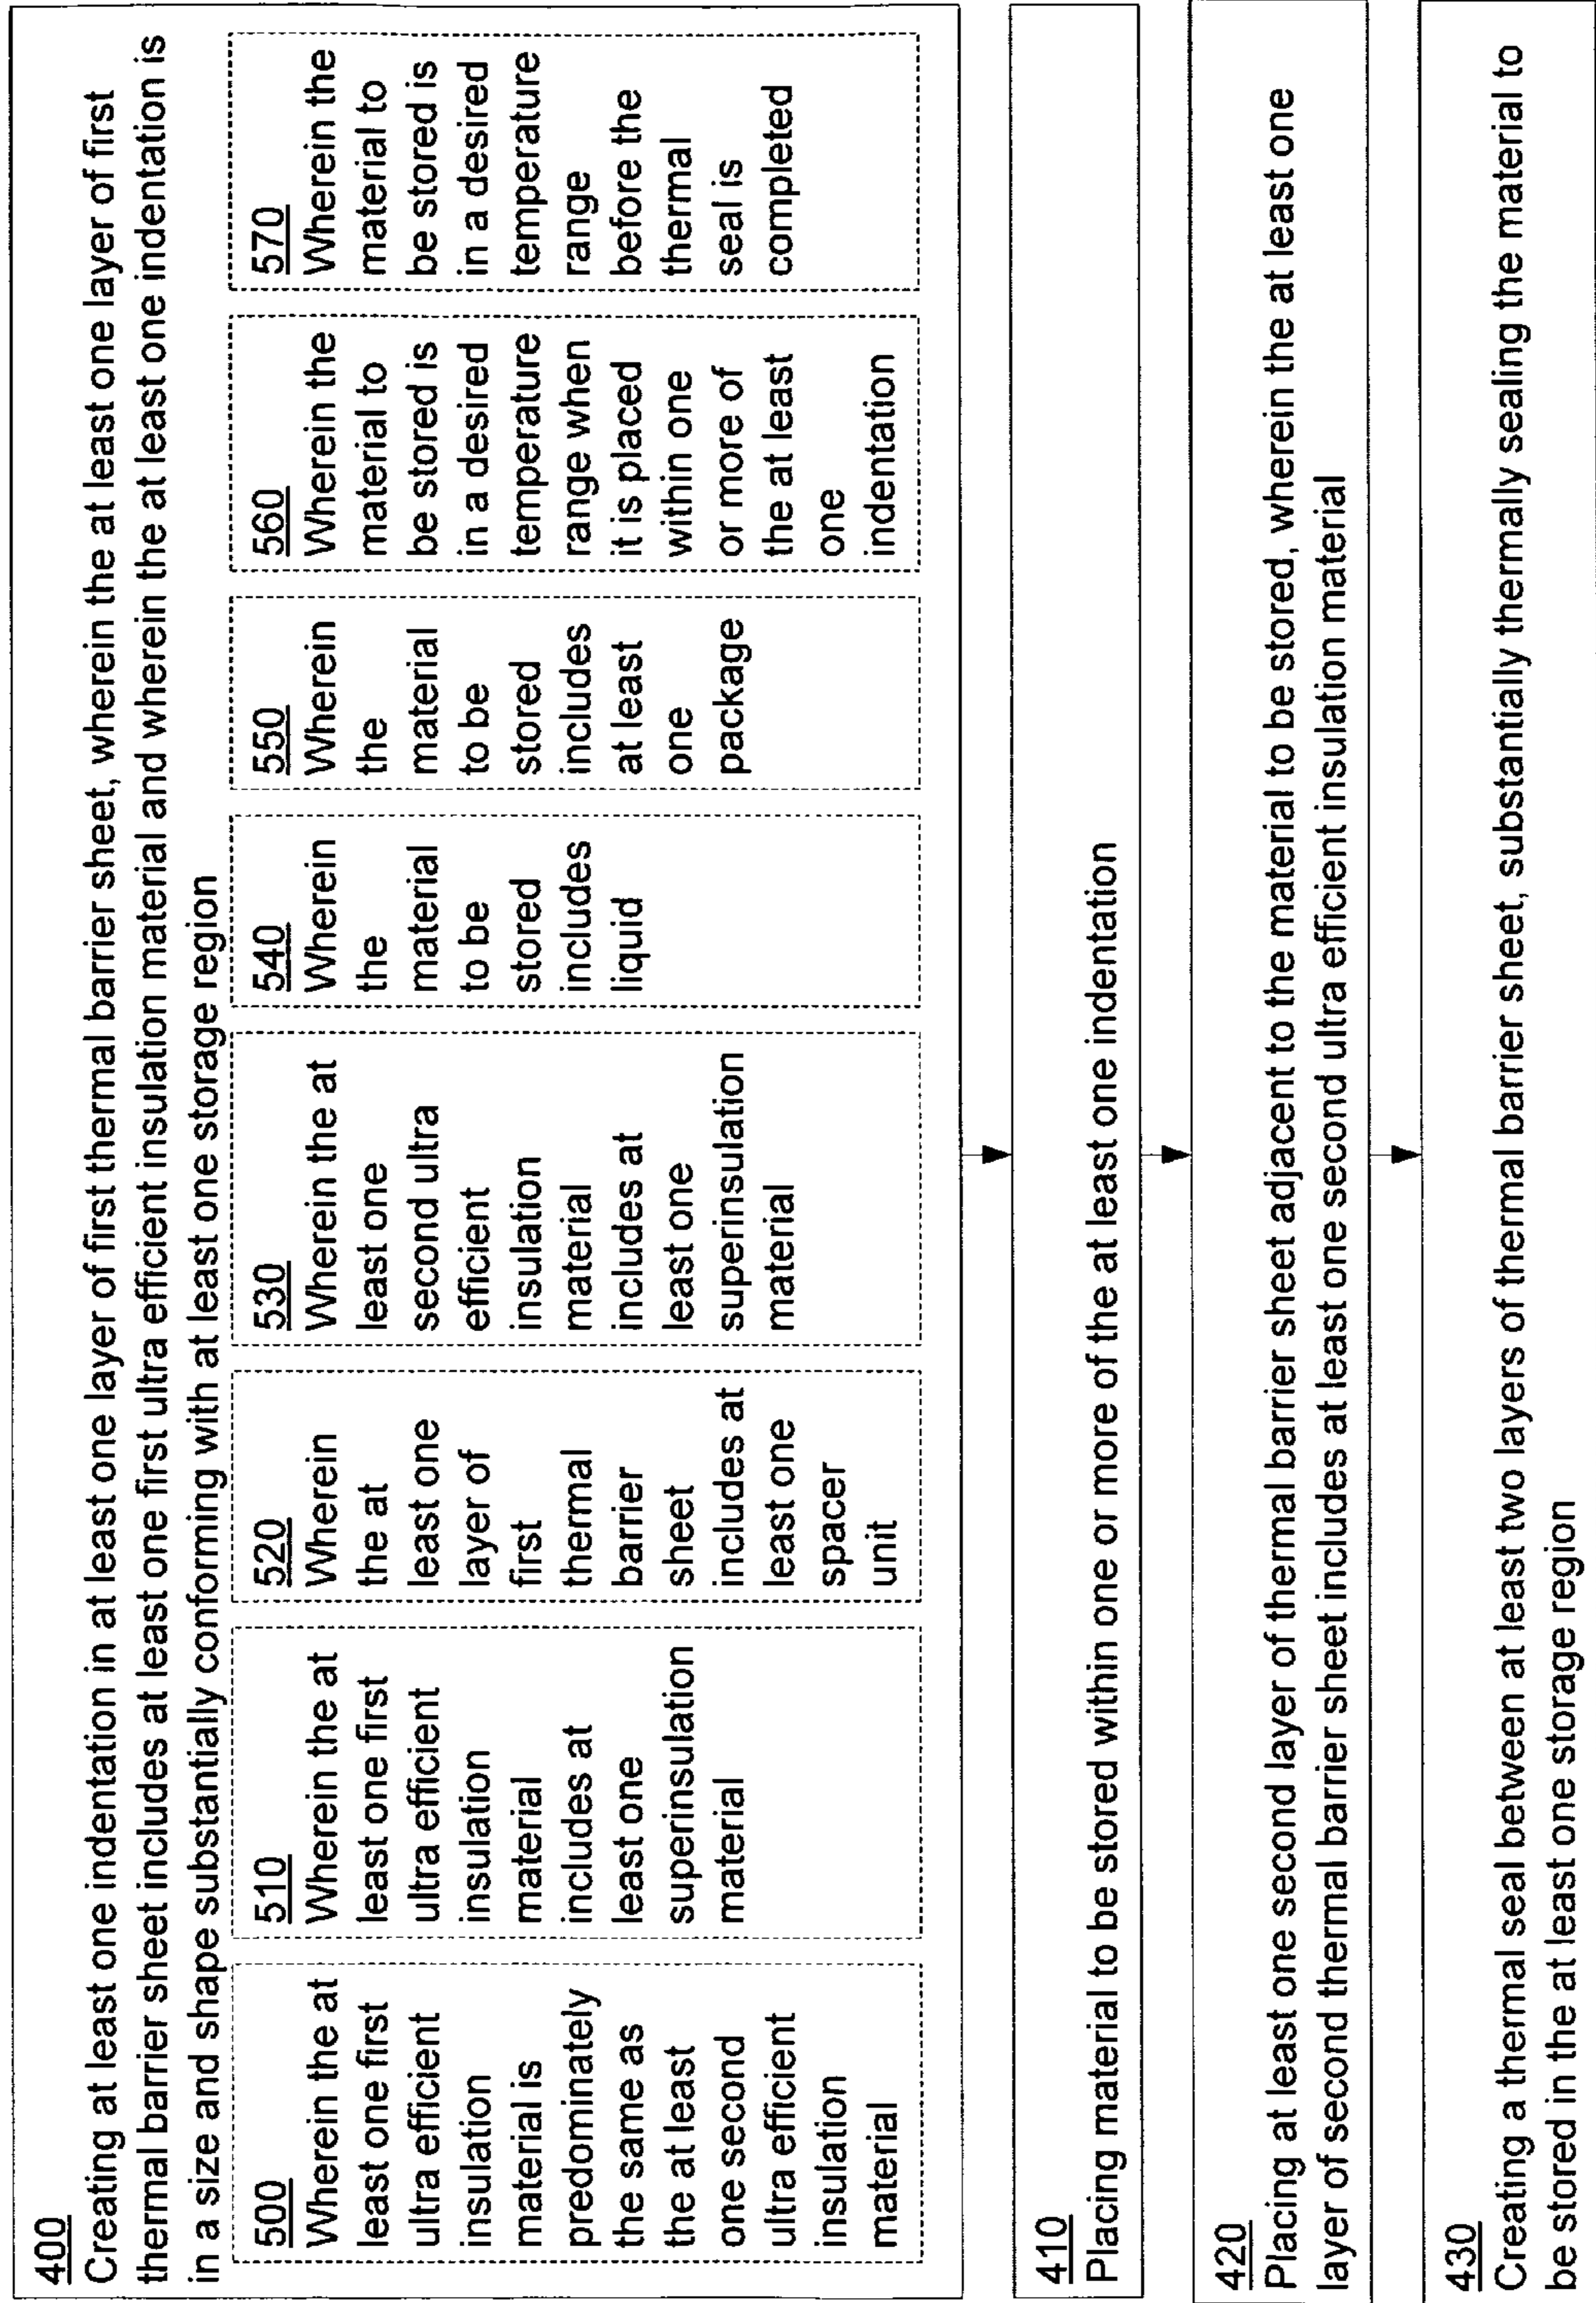 400
Creating at least one indentation in at least one layer of first thermal barrier sheet, wherein the at least one layer of first
thermal barrier sheet includes at least one first ultra efficient insulation material and wherein the at least one indentation is
in a size and shape substantially conforming with at least one storage region
500
Wherein the at
least one first
ultra efficient
insulation
material is
predominately
the same as
the at least
one second
ultra efficient
insulation
material
510
Wherein the at
least one first
ultra efficient
insulation
material
includes at
least one
superinsulation
material
520
Wherein
the at
least one
layer of
first
thermal
barrier
sheet
includes at
least one
spacer
unit
530
Wherein the at
least one
second ultra
efficient
insulation
material
includes at
least one
superinsulation
material
540
Wherein
the
material
to be
stored
includes
liquid
550
Wherein
the
material
to be
stored
includes
at least
one
package
560
Wherein the
material to
be stored is
in a desired
temperature
range when
it is placed
within one
or more of
the at least
one
indentation
570
Wherein the
material to
be stored is
in a desired
temperature
range
before the
thermal
seal is
completed
410
Placing material to be stored within one or more of the at least one indentation
420
Placing at least one second layer of thermal barrier sheet adjacent to the material to be stored, wherein the at least one
layer of second thermal barrier sheet includes at least one second ultra efficient insulation material
430
Creating a thermal seal between at least two layers of thermal barrier sheet, substantially thermally sealing the material to
be stored in the at least one storage region